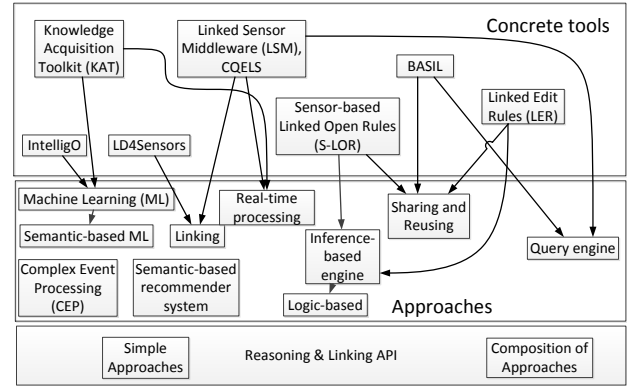 Concrete tools
Knowledge
Acquisition
Toolkit (KAT)
Linked Sensor
Middleware (LSM),
CQELS
BASIL
Linked Edit
Rules (LER)
Sensor-based
Linked Open Rules
(S-LOR)
IntelligO
LD4Sensors
Machine Learning (ML)
Real-time
processing
Sharing and
Reusing
Semantic-based ML
Linking
Inference-
based
engine
Query engine
Complex Event
Processing
(CEP)
Semantic-based
recommender
system
Logic-based
Approaches
Simple
Approaches
Reasoning & Linking API
Composition of
Approaches